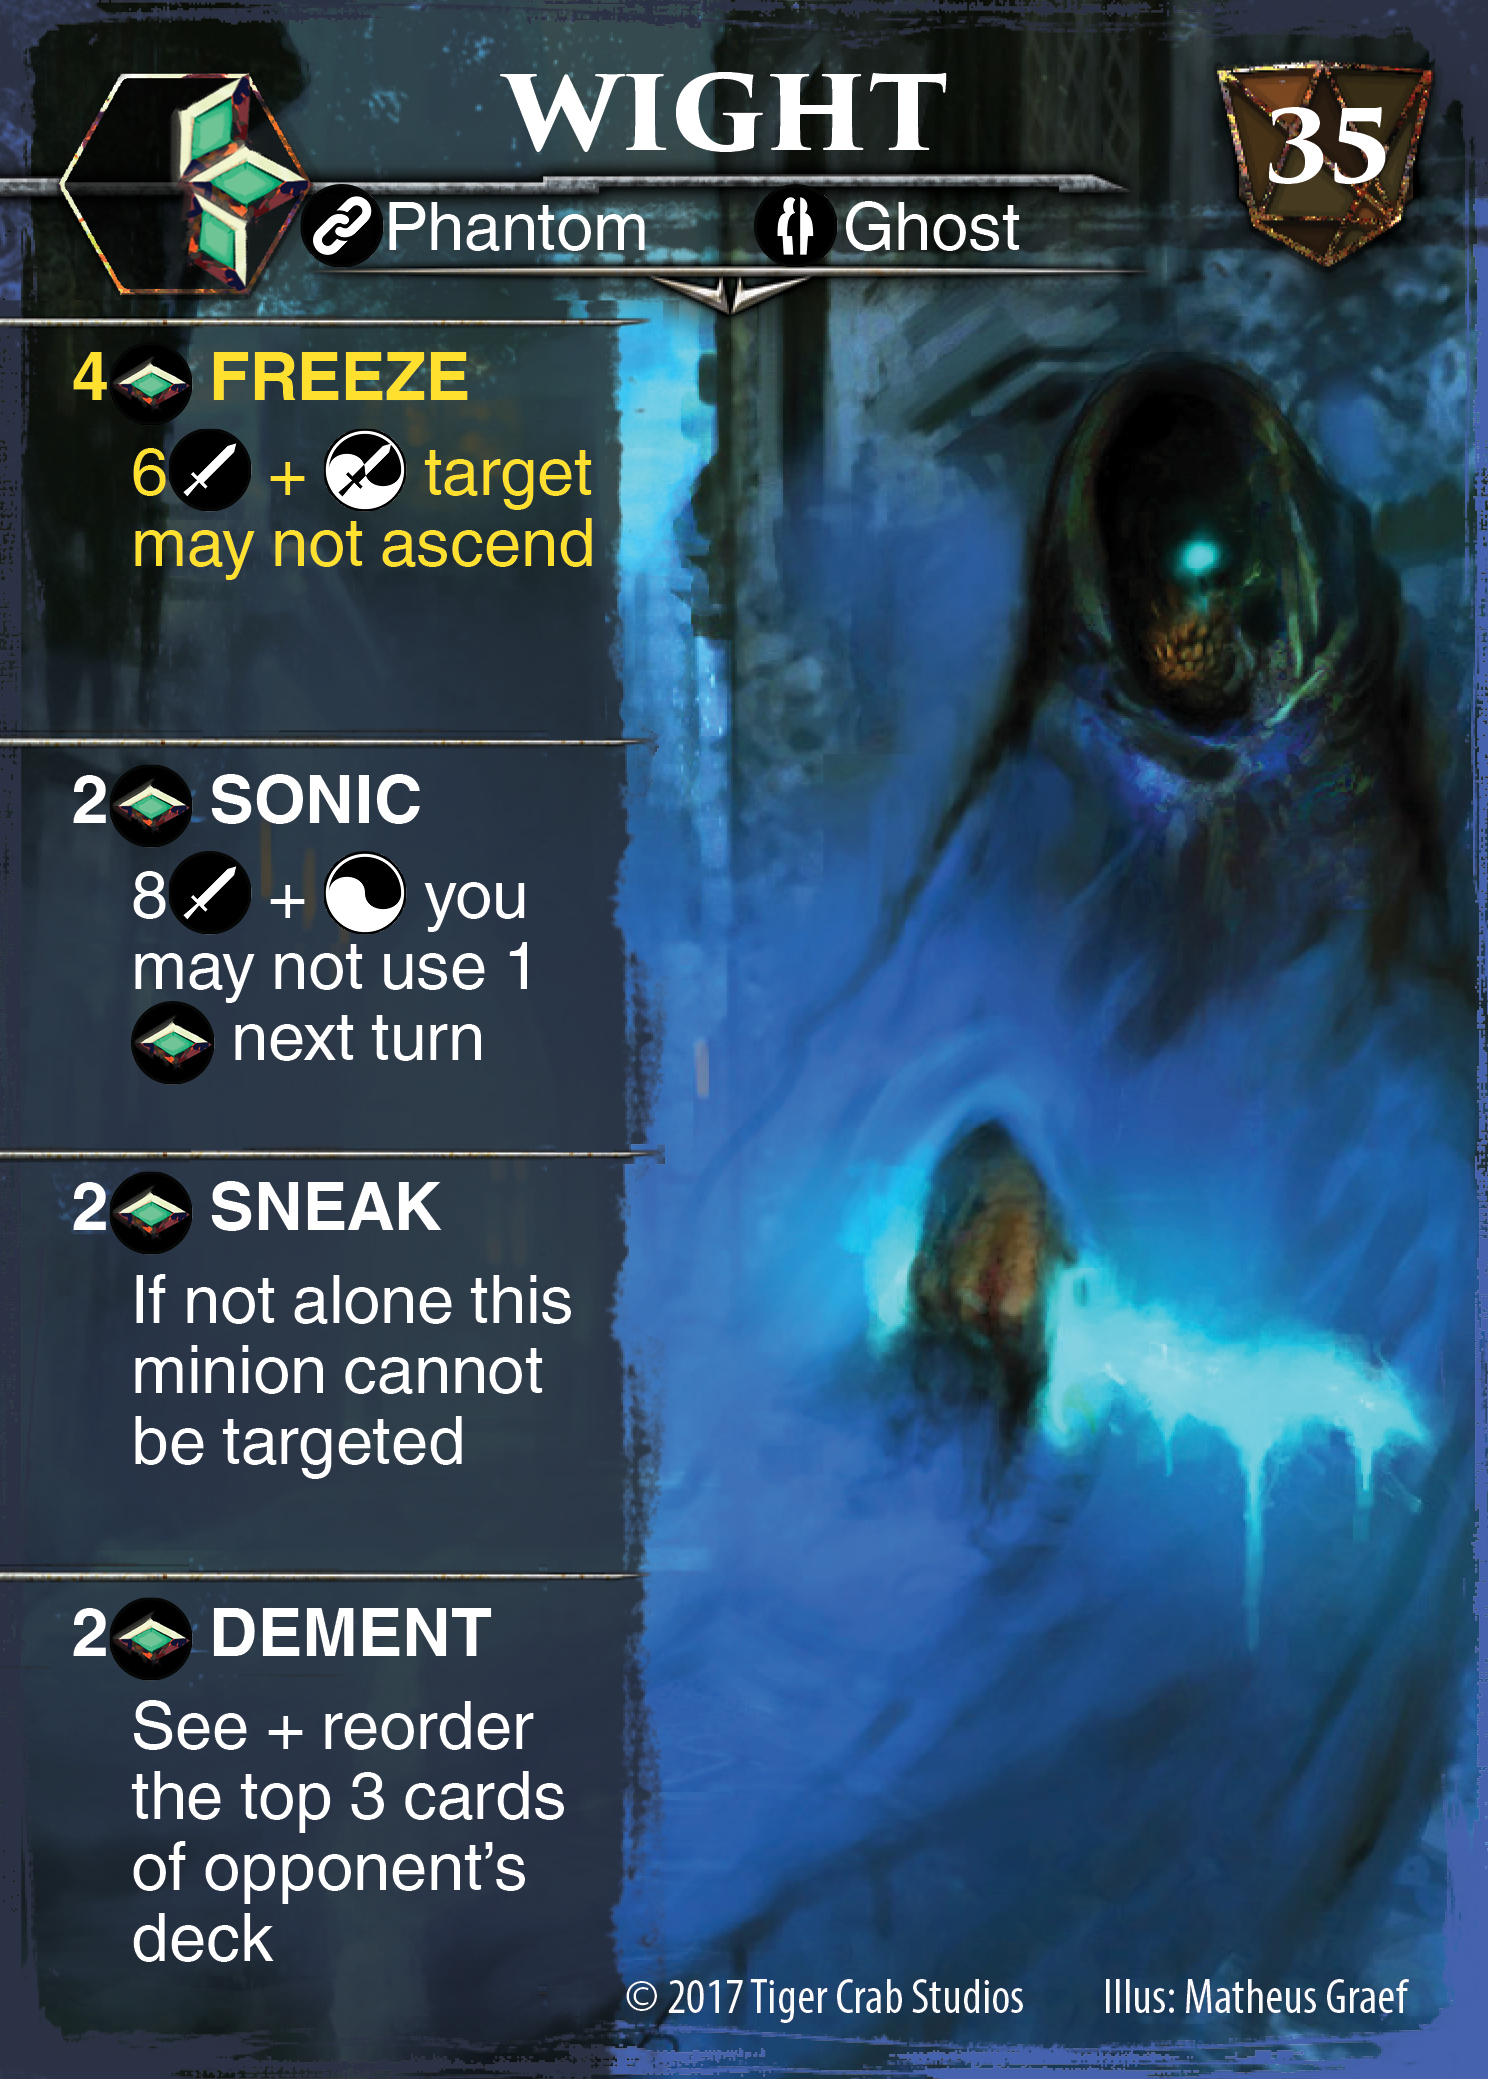 WIGHT
35
Phantom Ghost
4 FREEZE
6 + target
may not ascend
2 SONIC
8 + you
may not use 1
next turn
2 SNEAK
If not alone this
minion cannot
be targeted
2 DEMENT
See + reorder
the top 3 cards
of opponent’s
deck
© 2017 Tiger Crab Studios Illus: Matheus Graef